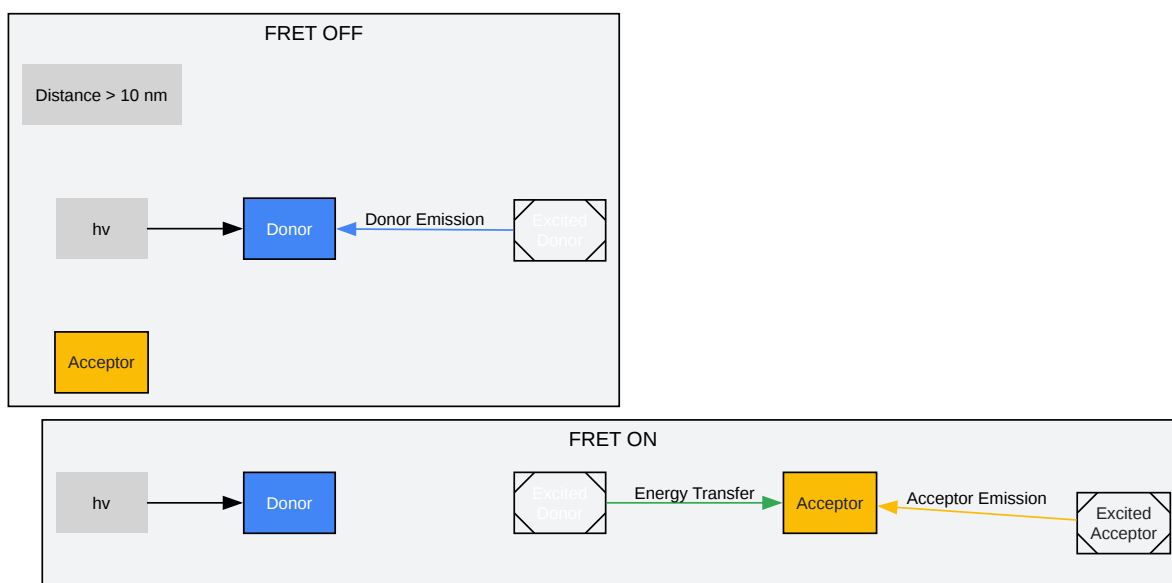 FRET OFF
Distance > 10 nm
hv
Donor
Donor Emission
Excited
Donor
Acceptor
FRET ON
hv
Donor
Excited
Donor
Energy Transfer
Acceptor
Acceptor Emission
Excited
Acceptor